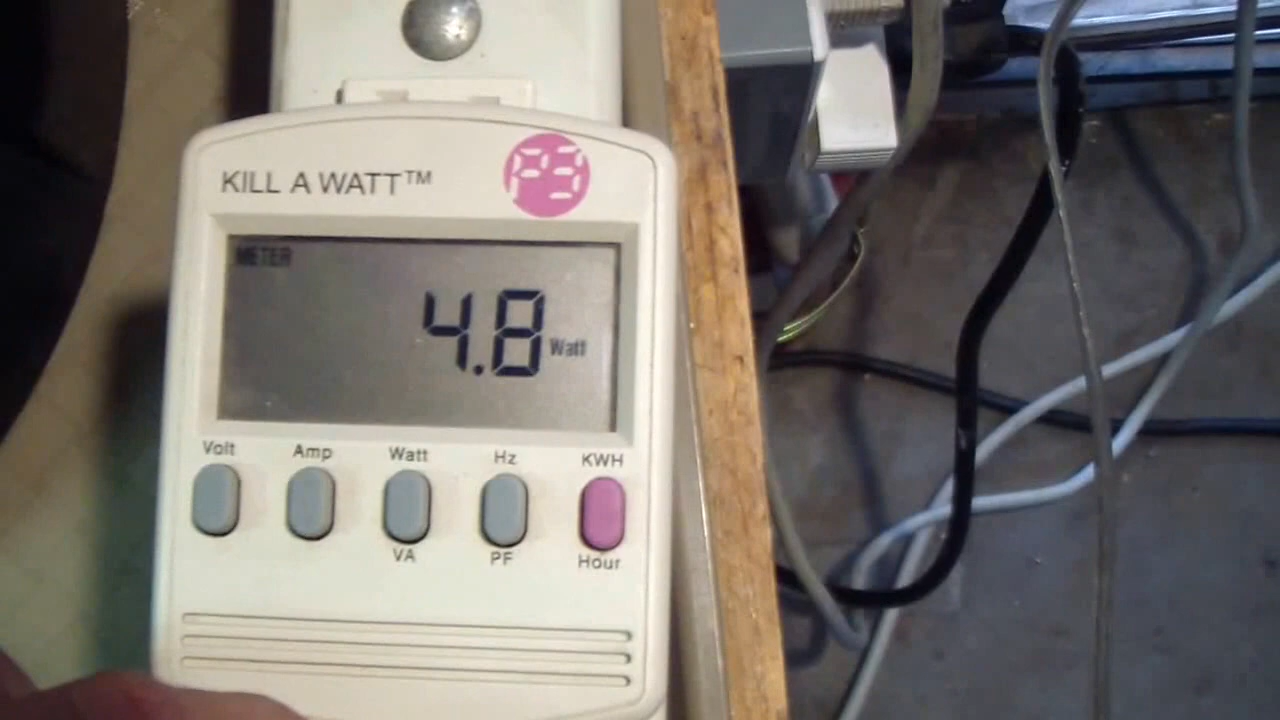 KILL A WATT™
P3
METER
4.8 Watt
Volt Amp Watt Hz KWH
VA PF Hour